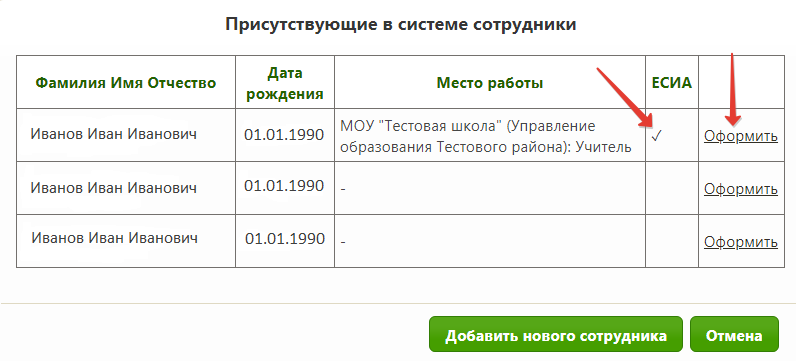 Присутствующие в системе сотрудники
Фамилия Имя Отчество Дата рождения Место работы ЕСИА
Иванов Иван Иванович 01.01.1990 МОУ "Тестовая школа" (Управление
образования Тестового района): Учитель ✓ Оформить
Иванов Иван Иванович 01.01.1990 - Оформить
Иванов Иван Иванович 01.01.1990 - Оформить
Добавить нового сотрудника Отмена